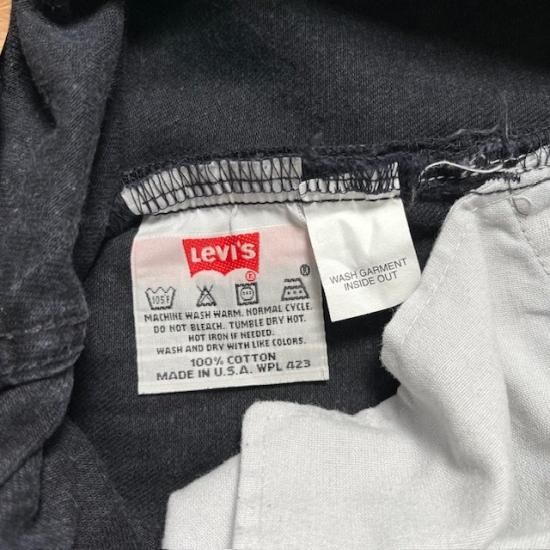 Levi's
®
®
105F
MACHINE WASH WARM. NORMAL CYCLE.
DO NOT BLEACH. TUMBLE DRY HOT.
HOT IRON IF NEEDED.
WASH AND DRY WITH LIKE COLORS.
100% COTTON
MADE IN U.S.A. WPL 423
WASH GARMENT
INSIDE OUT